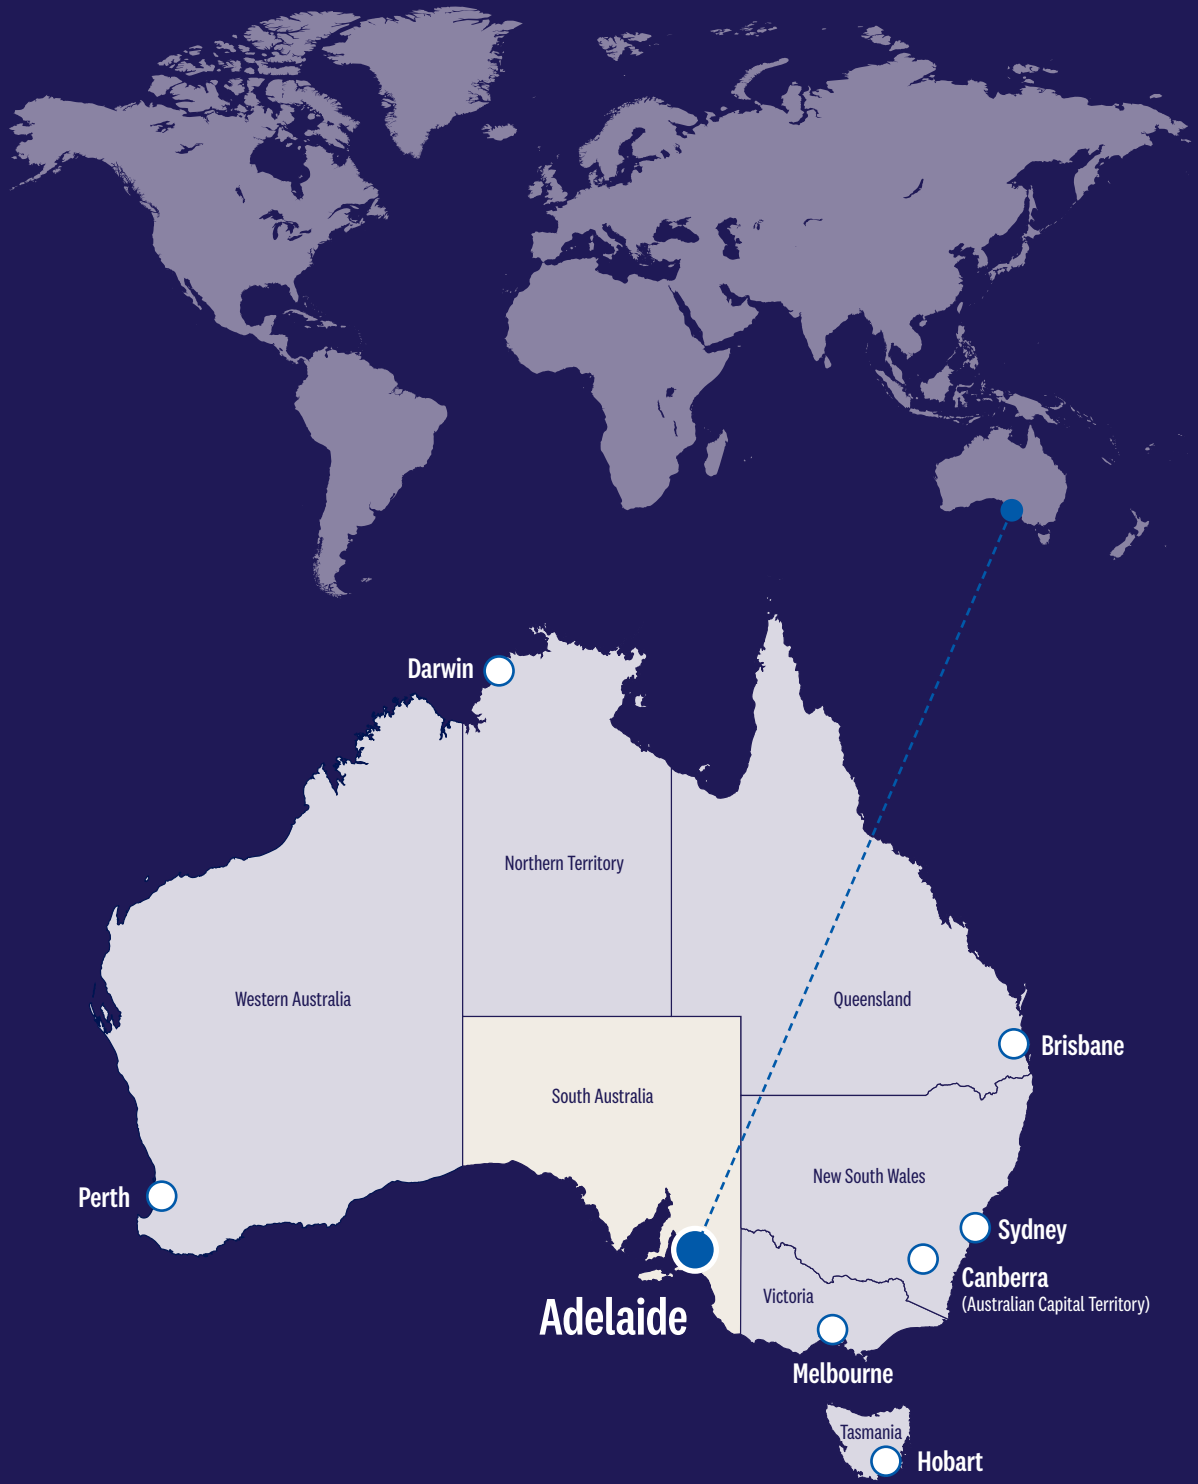 Darwin
Northern Territory
Western Australia
Queensland
Brisbane
South Australia
New South Wales
Perth
Sydney
Canberra
(Australian Capital Territory)
Victoria
Adelaide
Melbourne
Tasmania
Hobart